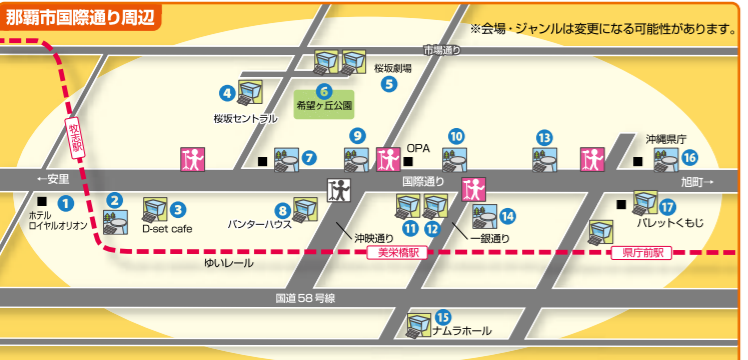 那覇市国際通り周辺
※会場・ジャンルは変更になる可能性があります。
市場通り
桜坂劇場
5
6
希望ヶ丘公園
4
桜坂セントラル
牧志駅
7
9
OPA
10
13
沖縄県庁
16
←安里
国際通り
旭町→
1
ホテル
ロイヤルオリオン
2
3
D-set cafe
8
パンターハウス
11
12
14
17
パレットくもじ
沖映通り
一銀通り
美栄橋駅
県庁前駅
ゆいレール
国道58号線
15
ナムラホール